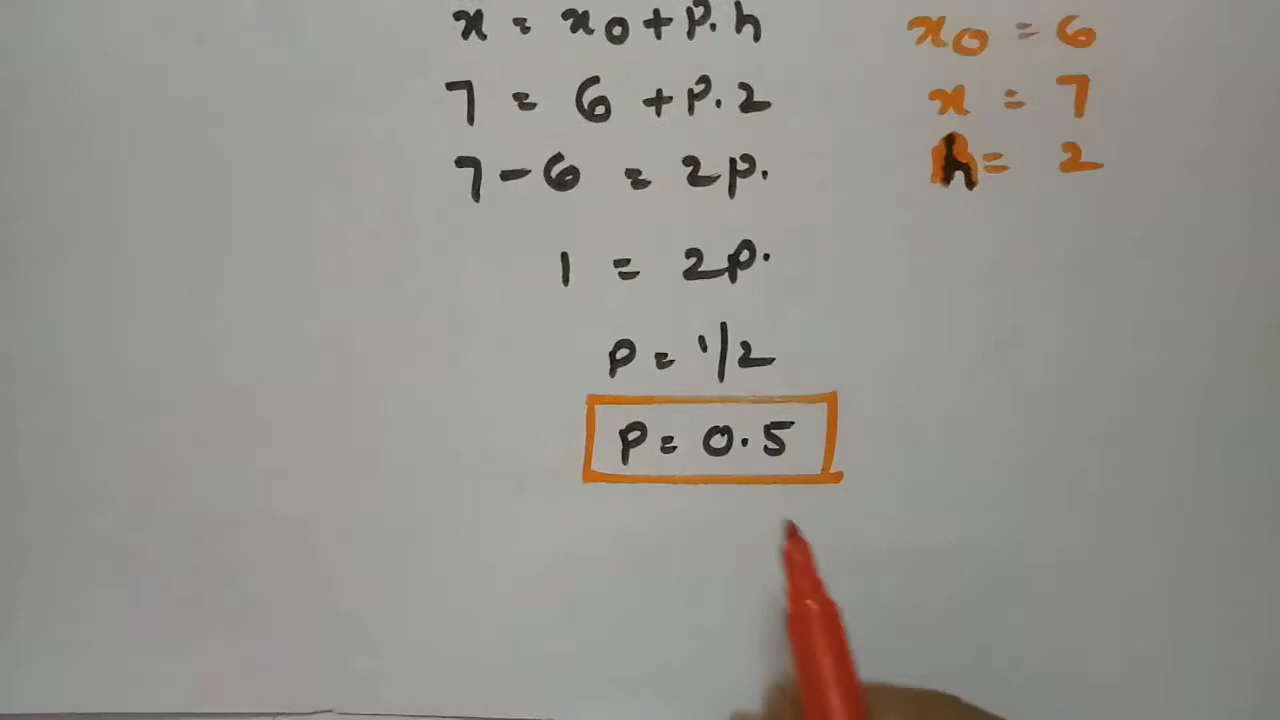 x = x0 + p.h
7 = 6 + p.2
7 - 6 = 2p.
1 = 2p.
p = 1/2
p = 0.5
x0 = 6
x = 7
h = 2